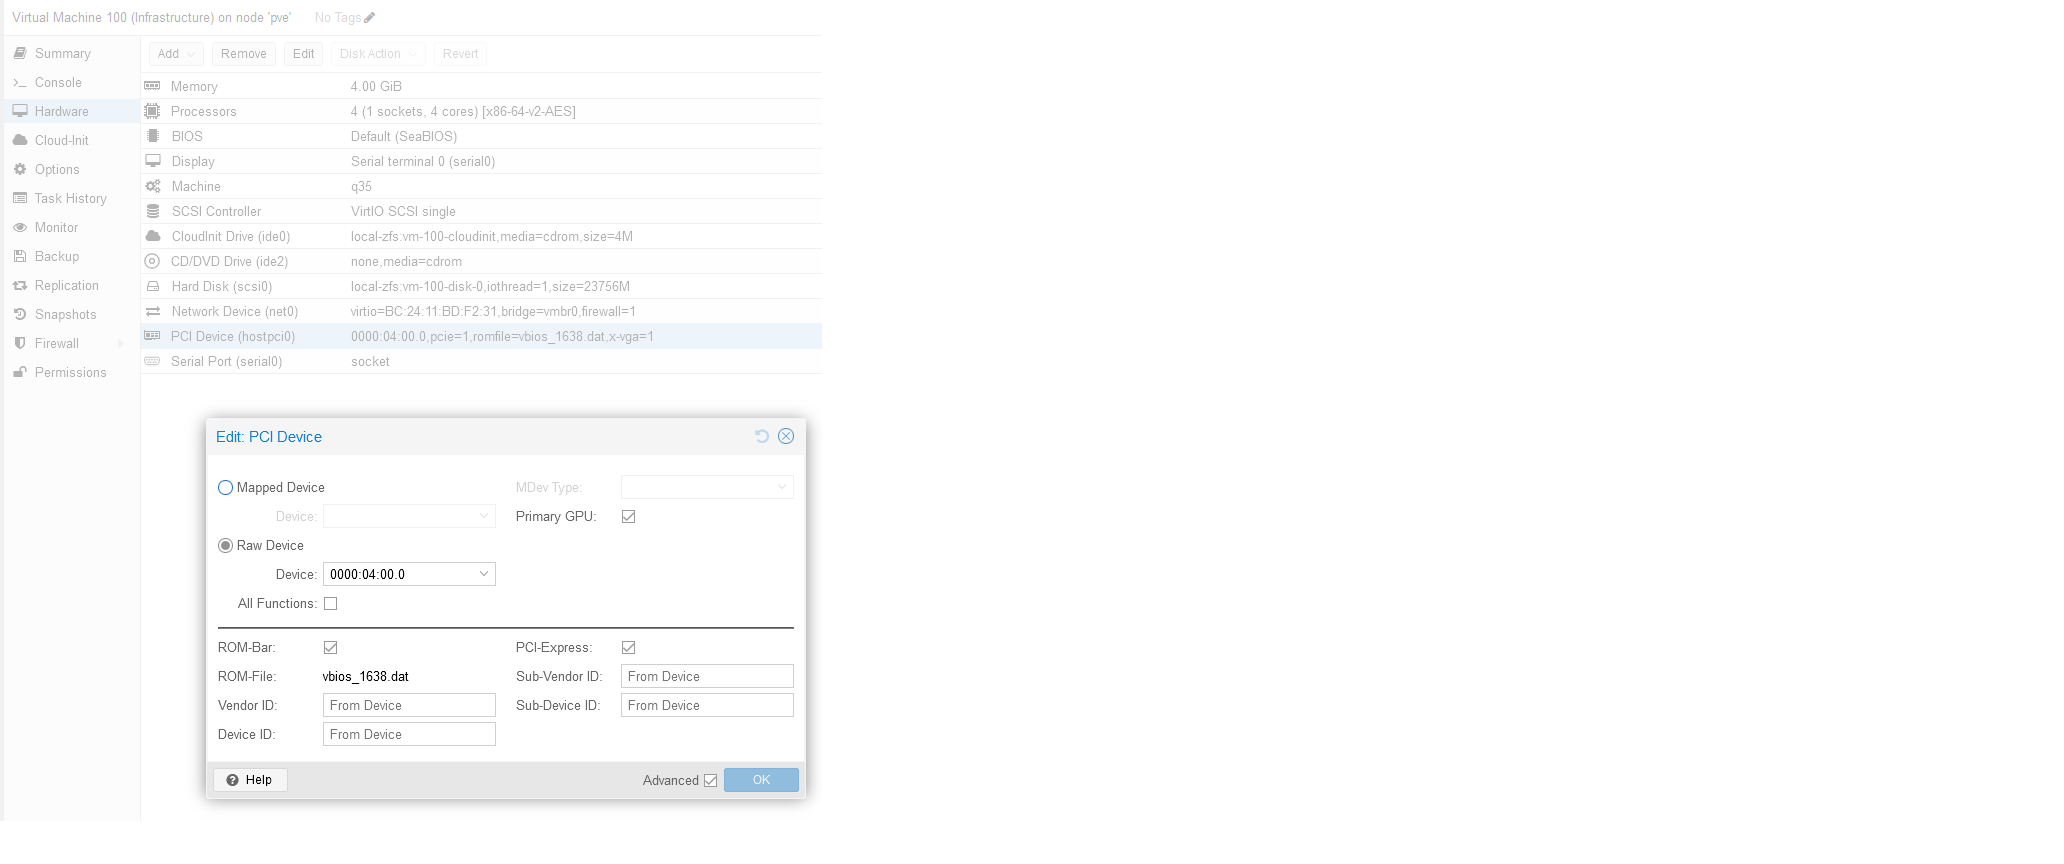 Virtual Machine 100 (Infrastructure) on node 'pve' No Tags
Summary
Console
Hardware
Cloud-Init
Options
Task History
Monitor
Backup
Replication
Snapshots
Firewall
Permissions
Add Remove Edit Disk Action Revert
Memory 4.00 GiB
Processors 4 (1 sockets, 4 cores) [x86-64-v2-AES]
BIOS Default (SeaBIOS)
Display Serial terminal 0 (serial0)
Machine q35
SCSI Controller VirtIO SCSI single
CloudInit Drive (ide0) local-zfs:vm-100-cloudinit,media=cdrom,size=4M
CD/DVD Drive (ide2) none,media=cdrom
Hard Disk (scsi0) local-zfs:vm-100-disk-0,iothread=1,size=23756M
Network Device (net0) virtio=BC:24:11:BD:F2:31,bridge=vmbr0,firewall=1
PCI Device (hostpci0) 0000:04:00.0,pcie=1,romfile=vbios_1638.dat,x-vga=1
Serial Port (serial0) socket
Edit: PCI Device
Mapped Device MDev Type:
Device: Primary GPU:
Raw Device
Device: 0000:04:00.0
All Functions:
ROM-Bar: PCI-Express:
ROM-File: vbios_1638.dat Sub-Vendor ID: From Device
Vendor ID: From Device Sub-Device ID: From Device
Device ID: From Device
Help Advanced OK